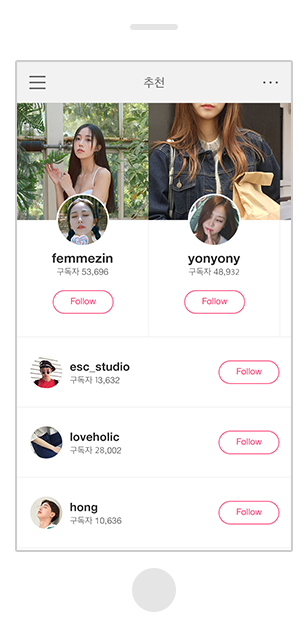 추천
femmezin
구독자 53,696
Follow
yonyony
구독자 48,932
Follow
esc_studio
구독자 13,632
Follow
loveholic
구독자 28,002
Follow
hong
구독자 10,636
Follow